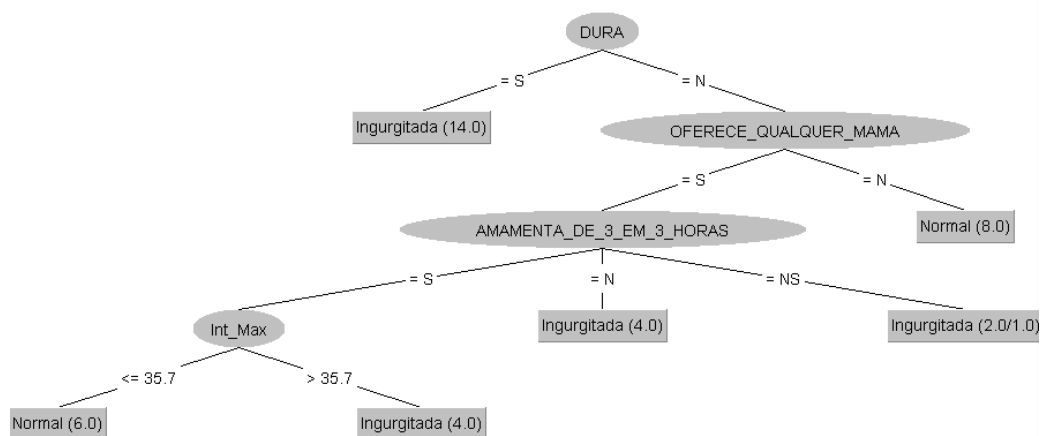 DURA
= S
= N
Ingurgitada (14.0)
OFERECE_QUALQUER_MAMA
= S
= N
AMAMENTA_DE_3_EM_3_HORAS
Normal (8.0)
= S
= N
= NS
Int_Max
Ingurgitada (4.0)
Ingurgitada (2.0/1.0)
<= 35.7
> 35.7
Normal (6.0)
Ingurgitada (4.0)